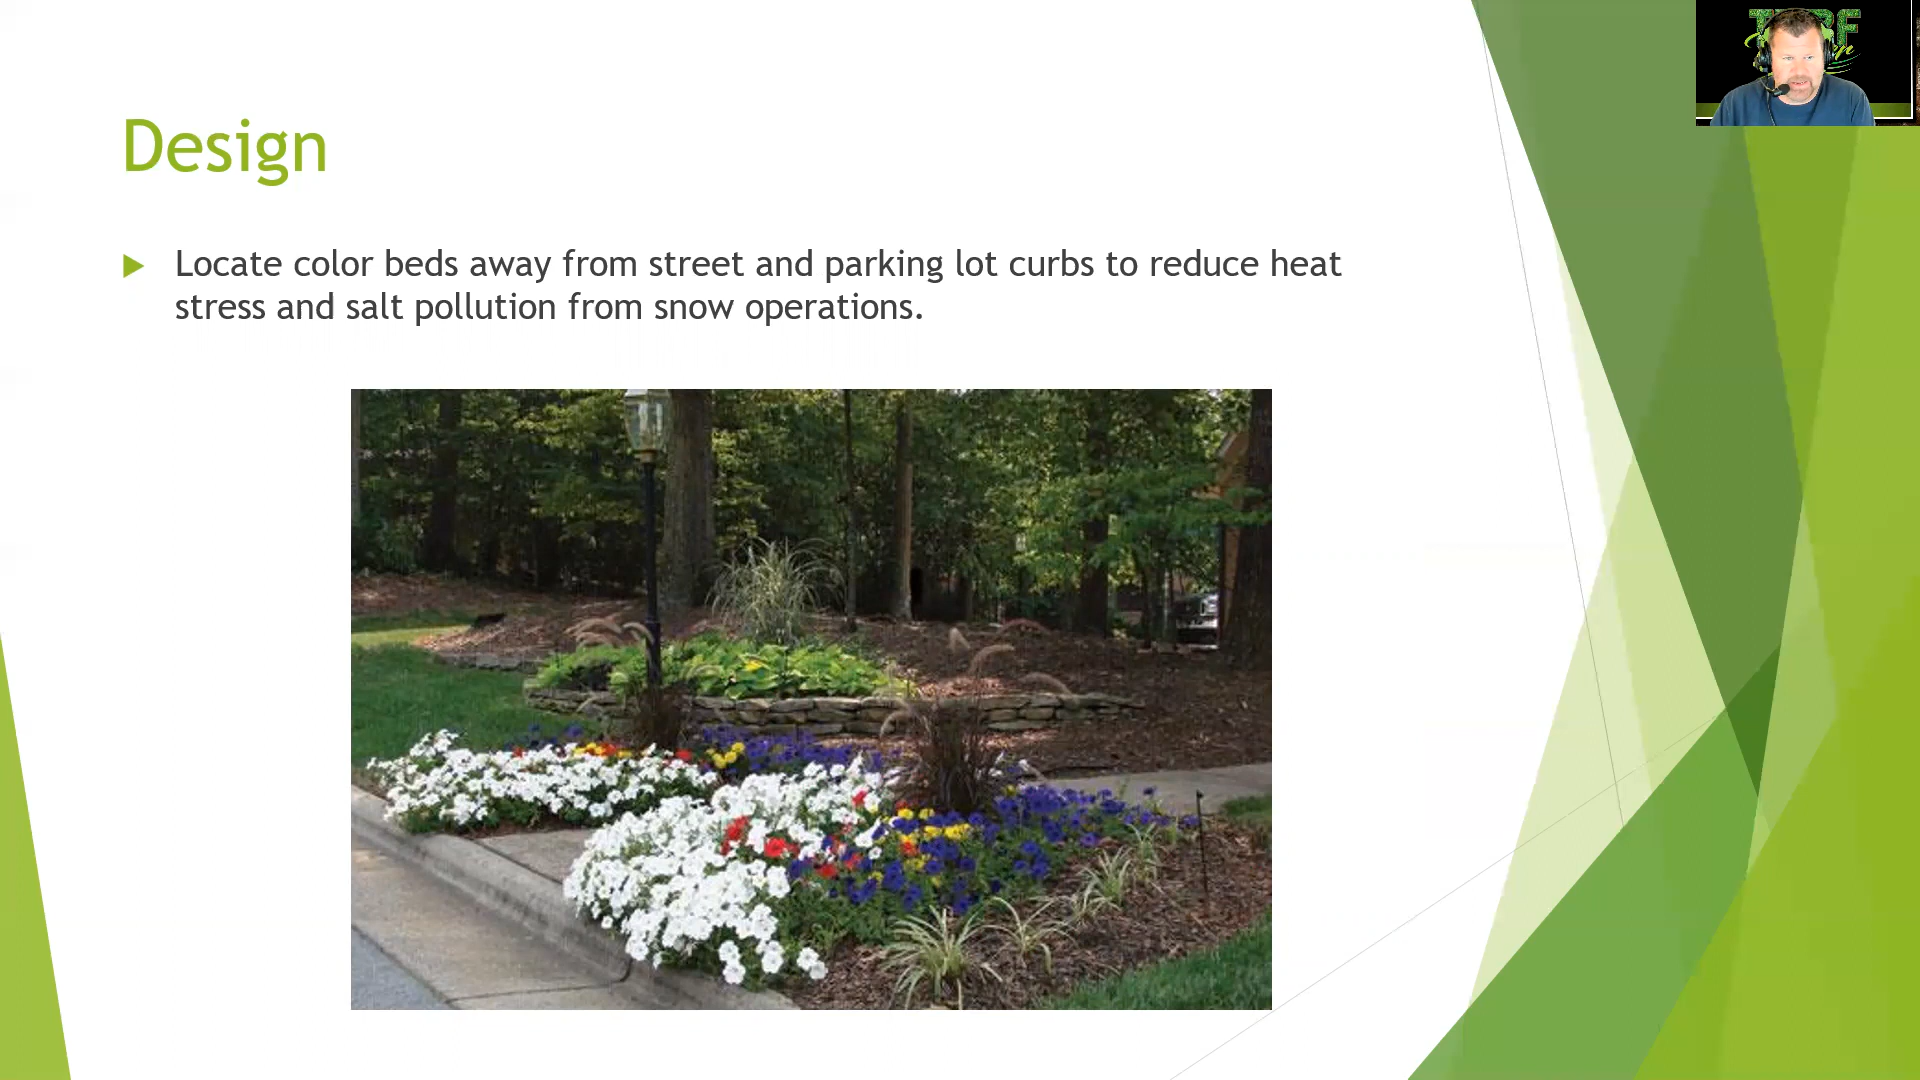 Design
Locate color beds away from street and parking lot curbs to reduce heat
stress and salt pollution from snow operations.